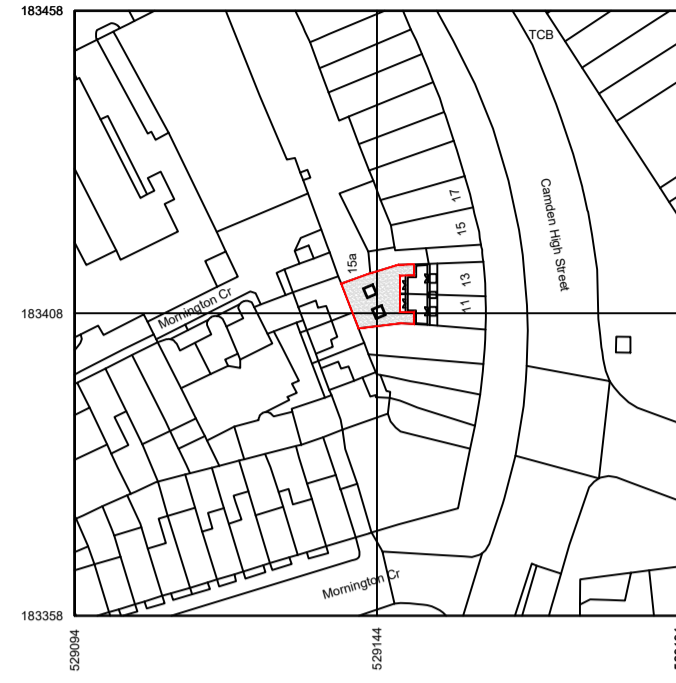 183458
TCB
17
15
Camden High Street
15a
13
11
Mornington Cr
183408
Mornington Cr
183358
529094
529144